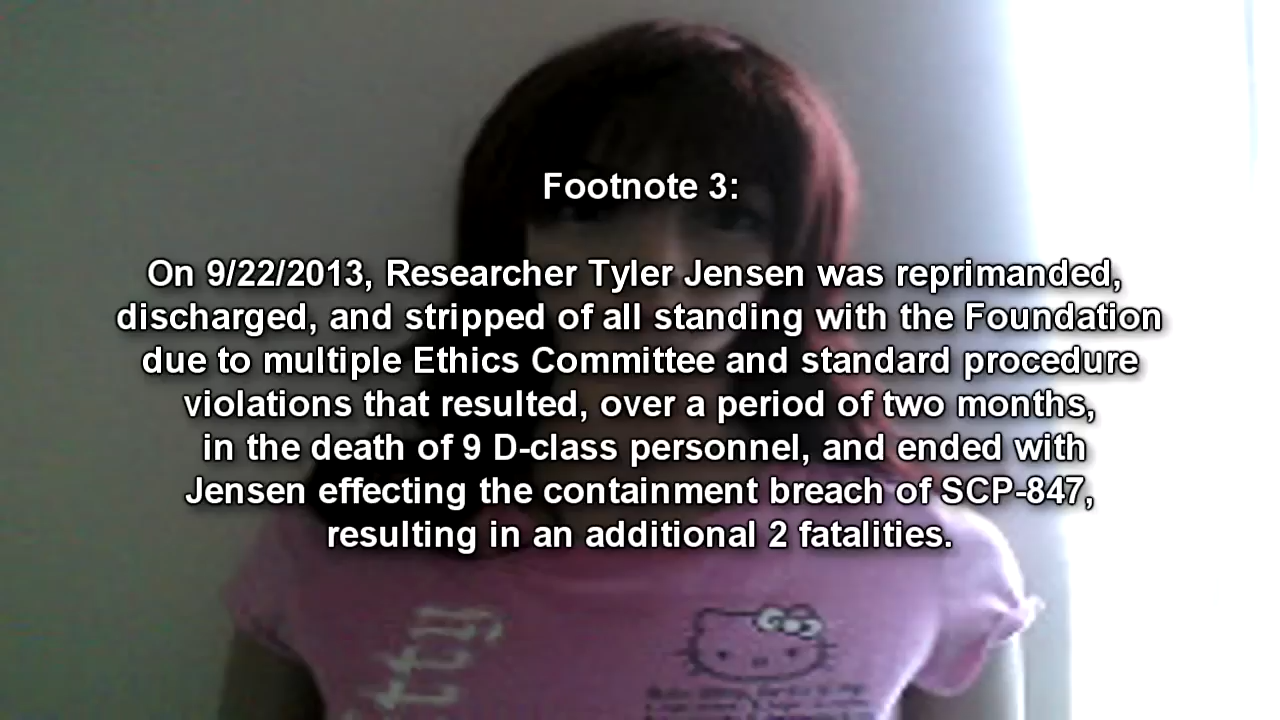 Footnote 3:
On 9/22/2013, Researcher Tyler Jensen was reprimanded,
discharged, and stripped of all standing with the Foundation
due to multiple Ethics Committee and standard procedure
violations that resulted, over a period of two months,
in the death of 9 D-class personnel, and ended with
Jensen effecting the containment breach of SCP-847,
resulting in an additional 2 fatalities.